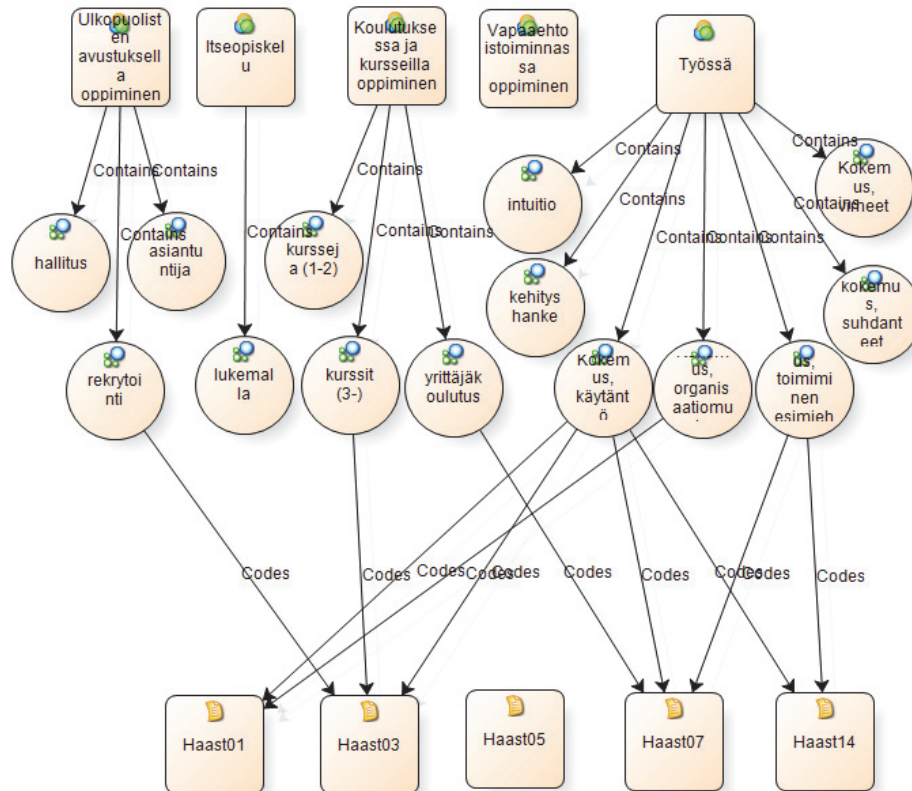 Ulkopuolist
en
avustuksell
a
oppiminen
Itseopiskel
u
Koulutukse
ssa ja
kursseilla
oppiminen
Vapaaehto
istoiminnas
sa
oppiminen
Työssä
Contains
Contains
Contains
Contains
Contains
Contains
Contains
Contains
Contains
Contains
Contains
Contains
Contains
hallitus
asiantu
ntija
kurssej
a (1-2)
intuitio
Kokem
us,
virheet
kehitys
hanke
kokemu
s,
suhdant
eet
rekrytoi
nti
lukemal
la
kurssit
(3-)
yrittäjäk
oulutus
Kokem
us,
käytänt
ö
us,
organis
aatiomu
us,
toimimi
nen
esimieh
Codes
Codes
Codes
Codes
Codes
Codes
Codes
Codes
Codes
Haast01
Haast03
Haast05
Haast07
Haast14